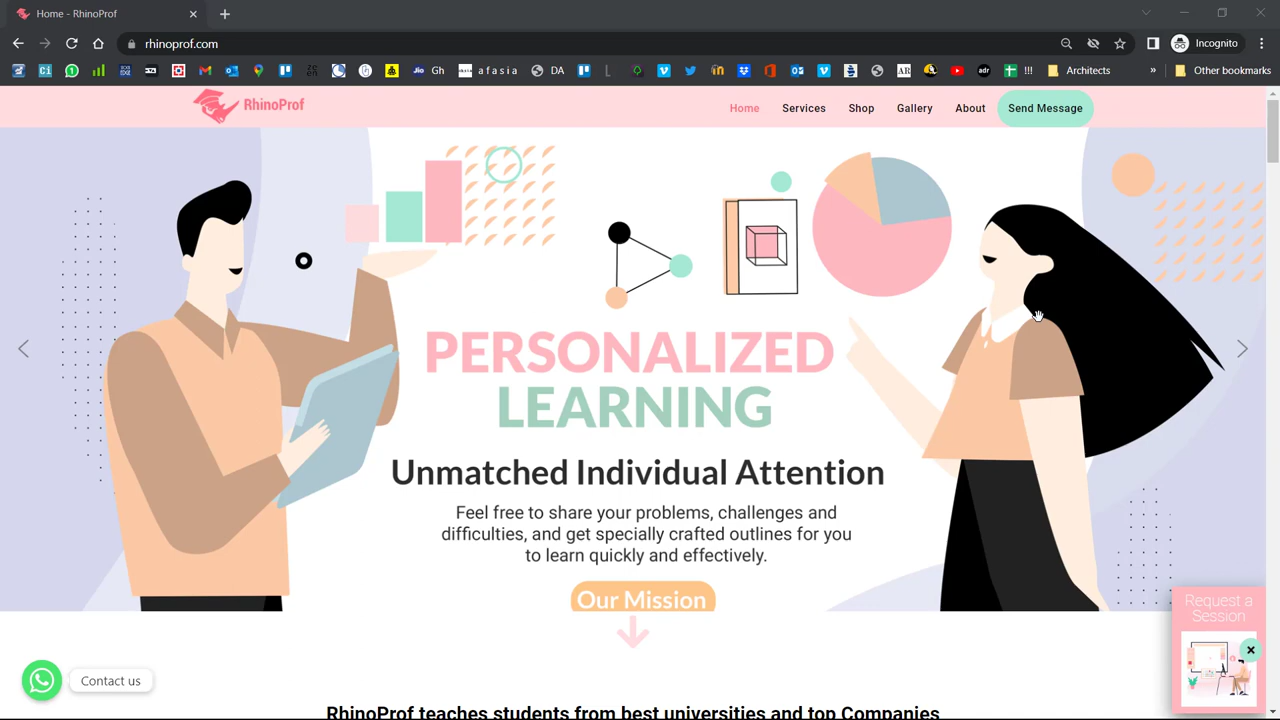 Home - RhinoProf
rhinoprof.com
Incognito
Gh
a f a s i a
DA
Architects
Other bookmarks
RhinoProf
Home
Services
Shop
Gallery
About
Send Message
PERSONALIZED
LEARNING
Unmatched Individual Attention
Feel free to share your problems, challenges and
difficulties, and get specially crafted outlines for you
to learn quickly and effectively.
Our Mission
Request a
Session
Contact us
RhinoProf teaches students from best universities and top Companies